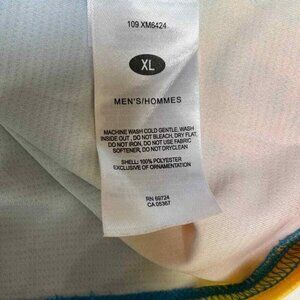 109 XM6424
XL
MEN'S/HOMMES
MACHINE WASH COLD GENTLE, WASH
INSIDE OUT, DO NOT BLEACH, DRY FLAT,
DO NOT IRON, DO NOT USE FABRIC
SOFTENER, DO NOT DRYCLEAN
SHELL: 100% POLYESTER
EXCLUSIVE OF ORNAMENTATION
RN 69724
CA 05367